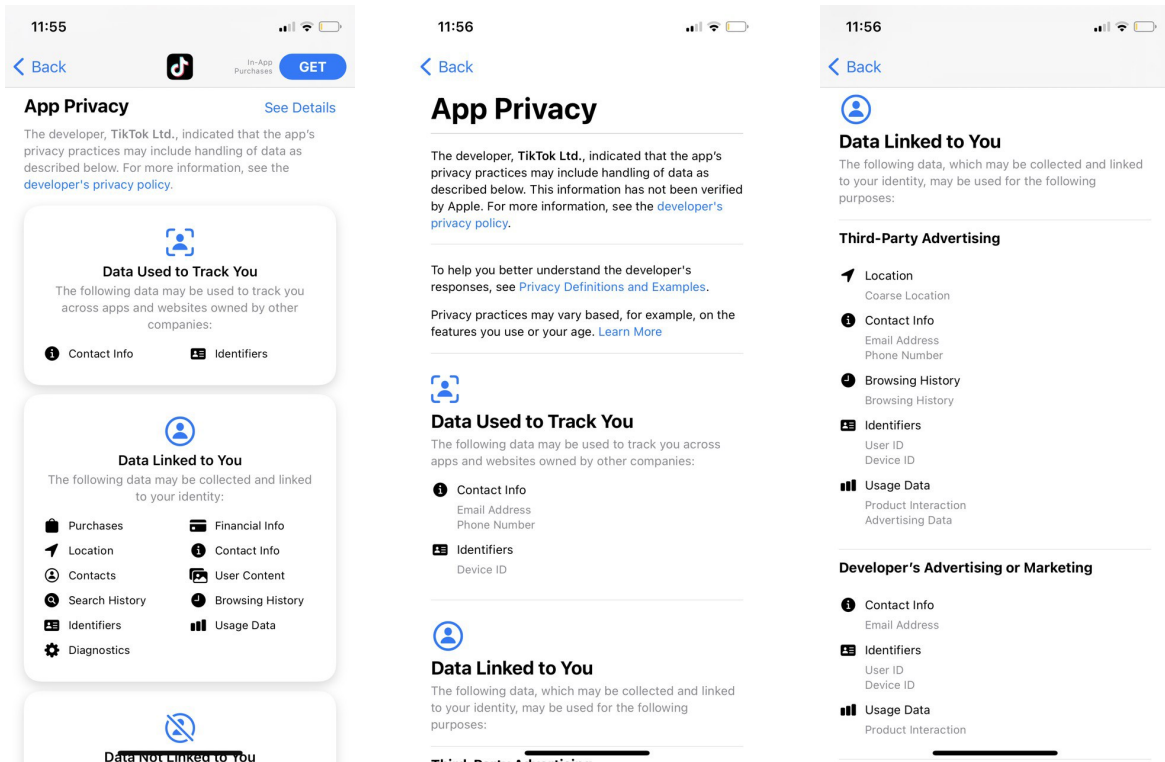 11:55
Back
In-App
Purchases
GET
App Privacy
See Details
The developer, TikTok Ltd., indicated that the app's
privacy practices may include handling of data as
described below. For more information, see the
developer's privacy policy.
Data Used to Track You
The following data may be used to track you
across apps and websites owned by other
companies:
Contact Info
Identifiers
Data Linked to You
The following data may be collected and linked
to your identity:
Purchases
Financial Info
Location
Contact Info
Contacts
User Content
Search History
Browsing History
Identifiers
Usage Data
Diagnostics
Data Not Linked to You
11:56
Back
App Privacy
The developer, TikTok Ltd., indicated that the app's
privacy practices may include handling of data as
described below. This information has not been verified
by Apple. For more information, see the developer's
privacy policy.
To help you better understand the developer's
responses, see Privacy Definitions and Examples.
Privacy practices may vary based, for example, on the
features you use or your age. Learn More
Data Used to Track You
The following data may be used to track you across
apps and websites owned by other companies:
Contact Info
Email Address
Phone Number
Identifiers
Device ID
Data Linked to You
The following data, which may be collected and linked
to your identity, may be used for the following
purposes:
Third-Party Advertising
11:56
Back
Data Linked to You
The following data, which may be collected and linked
to your identity, may be used for the following
purposes:
Third-Party Advertising
Location
Coarse Location
Contact Info
Email Address
Phone Number
Browsing History
Browsing History
Identifiers
User ID
Device ID
Usage Data
Product Interaction
Advertising Data
Developer's Advertising or Marketing
Contact Info
Email Address
Identifiers
User ID
Device ID
Usage Data
Product Interaction